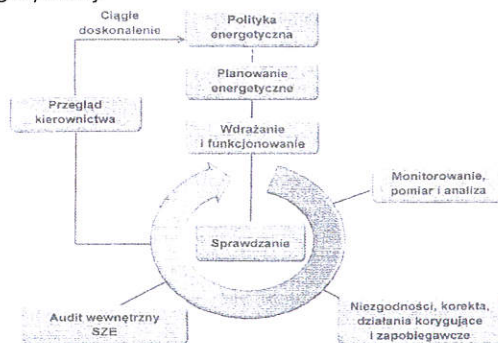 Ciągłe
doskonalenie
Polityka
energetyczna
Planowanie
energetyczne
Przegląd
kierownictwa
Wdrażanie
i funkcjonowanie
Monitorowanie,
pomiar i analiza
Sprawdzania
Audit wewnętrzny
SZE
Niezgodności, korekta,
działania korygujące
i zapobiegawcze